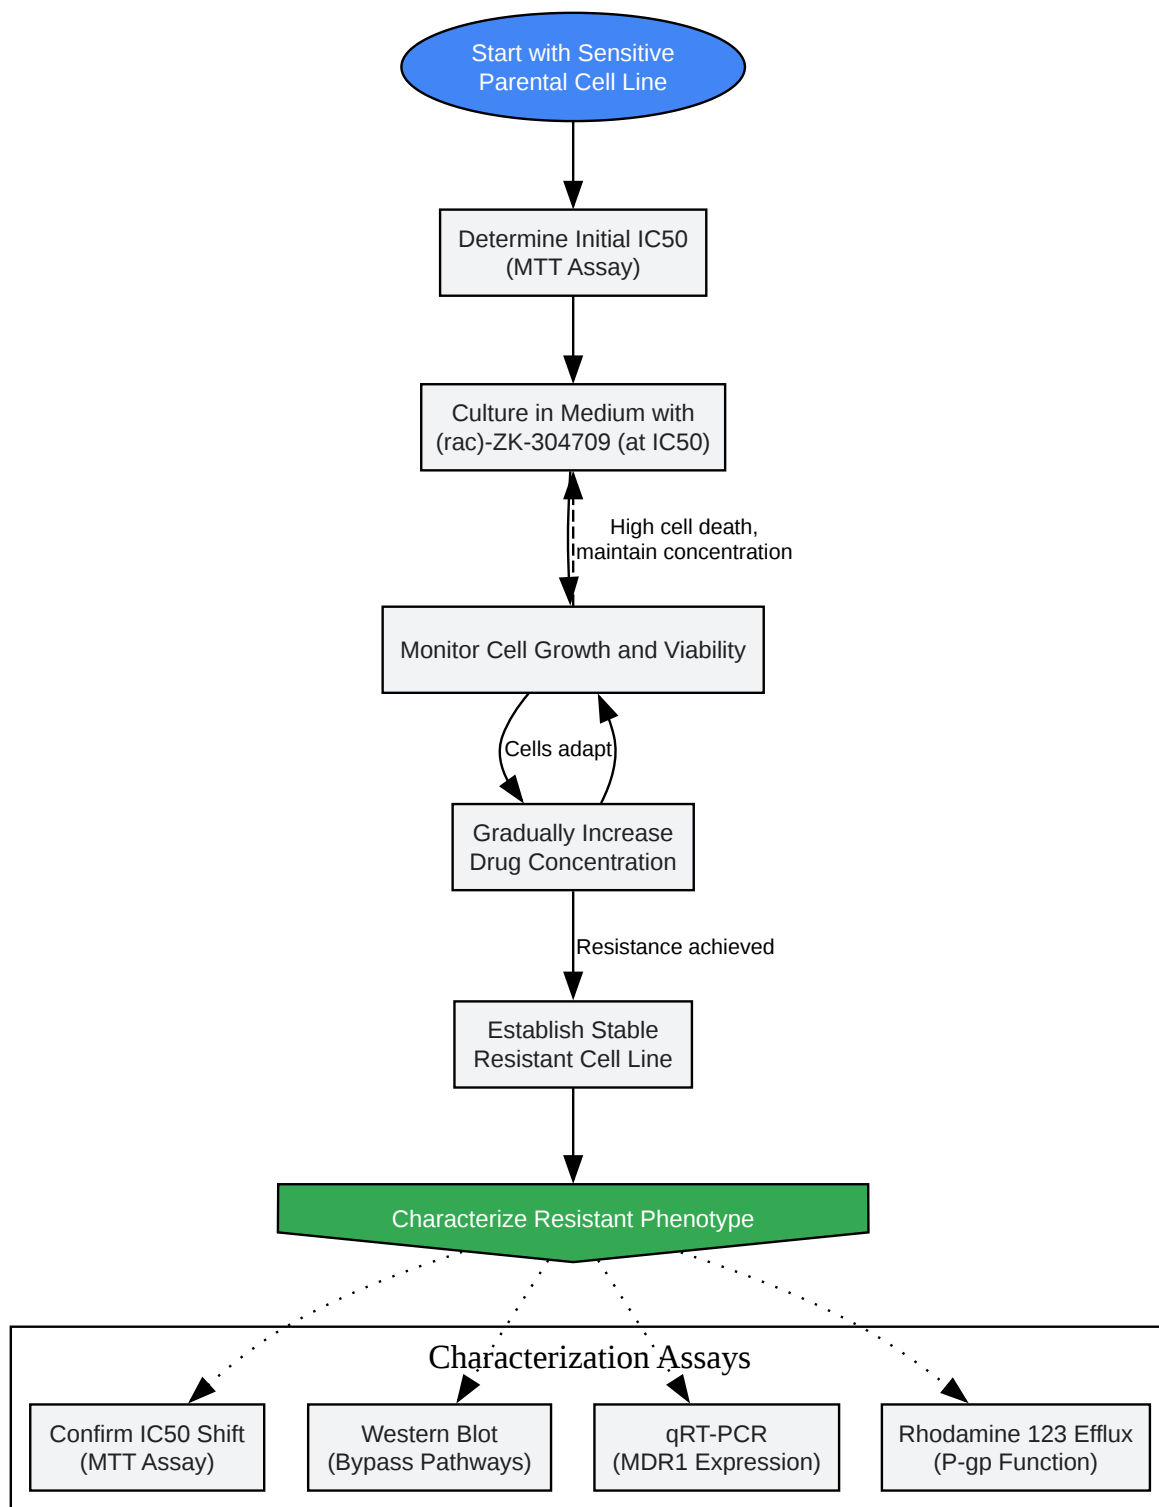 Start with Sensitive
Parental Cell Line
Determine Initial IC50
(MTT Assay)
Culture in Medium with
(rac)-ZK-304709 (at IC50)
High cell death,
maintain concentration
Monitor Cell Growth and Viability
Cells adapt
Gradually Increase
Drug Concentration
Resistance achieved
Establish Stable
Resistant Cell Line
Characterize Resistant Phenotype
Characterization Assays
Confirm IC50 Shift
(MTT Assay)
Western Blot
(Bypass Pathways)
qRT-PCR
(MDR1 Expression)
Rhodamine 123 Efflux
(P-gp Function)